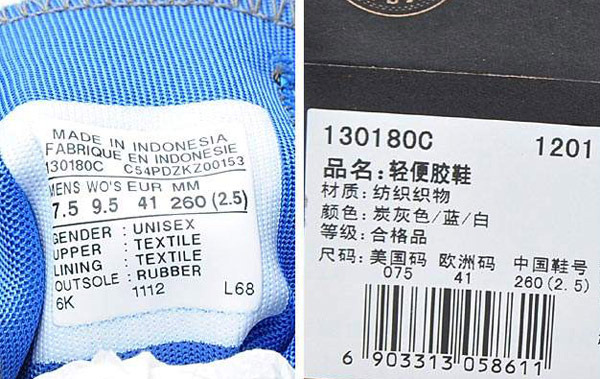 MADE IN INDONESIA
FABRIQUE EN INDONESIE
130180C C54PDZKZ00153
MENS WO'S EUR MM
7.5 9.5 41 260 (2.5)
GENDER : UNISEX
UPPER : TEXTILE
LINING : TEXTILE
OUTSOLE : RUBBER
6K 1112 L68
130180C 1201
品名:轻便胶鞋
材质:纺织织物
颜色:炭灰色/蓝/白
等级:合格品
尺码:美国码 欧洲码 中国鞋号
075 41 260(2.5)
6 903313 058611